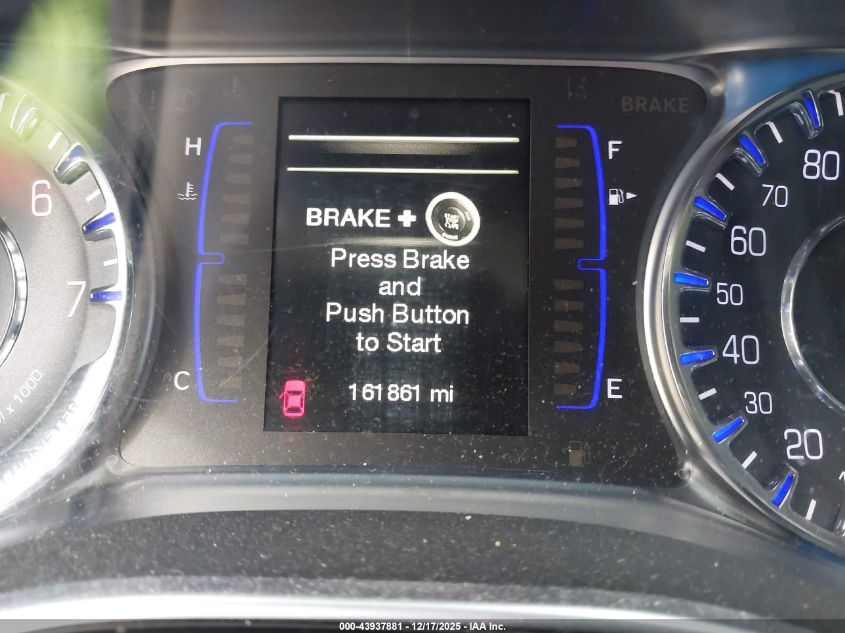 BRAKE
H
F
BRAKE +
Press Brake
and
Push Button
to Start
C
E
161861 mi
6
7
x 1000
80
70
60
50
40
30
20
000-43937881 - 12/17/2025 - IAA Inc.